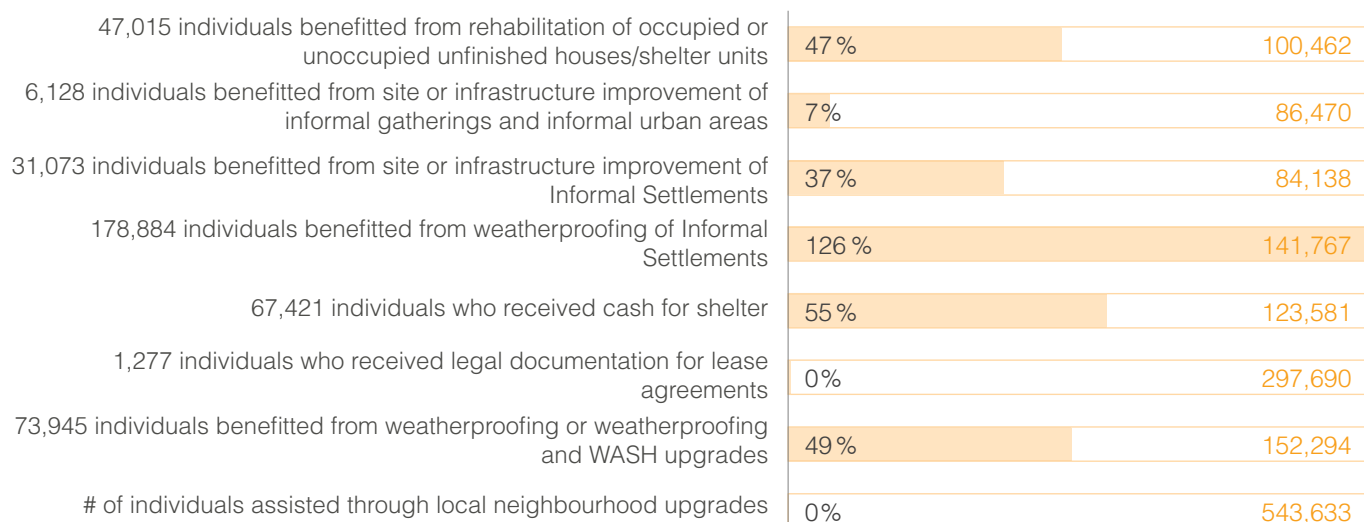 47,015 individuals benefitted from rehabilitation of occupied or
unoccupied unfinished houses/shelter units
47% 100,462
6,128 individuals benefitted from site or infrastructure improvement of
informal gatherings and informal urban areas
7% 86,470
31,073 individuals benefitted from site or infrastructure improvement of
Informal Settlements
37% 84,138
178,884 individuals benefitted from weatherproofing of Informal
Settlements
126% 141,767
67,421 individuals who received cash for shelter
55% 123,581
1,277 individuals who received legal documentation for lease
agreements
0% 297,690
73,945 individuals benefitted from weatherproofing or weatherproofing
and WASH upgrades
49% 152,294
# of individuals assisted through local neighbourhood upgrades
0% 543,633